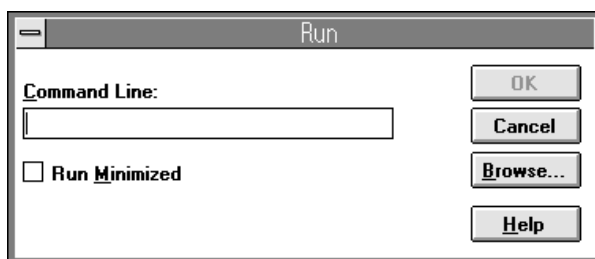 Run
Command Line:
OK
Cancel
Run Minimized
Browse...
Help